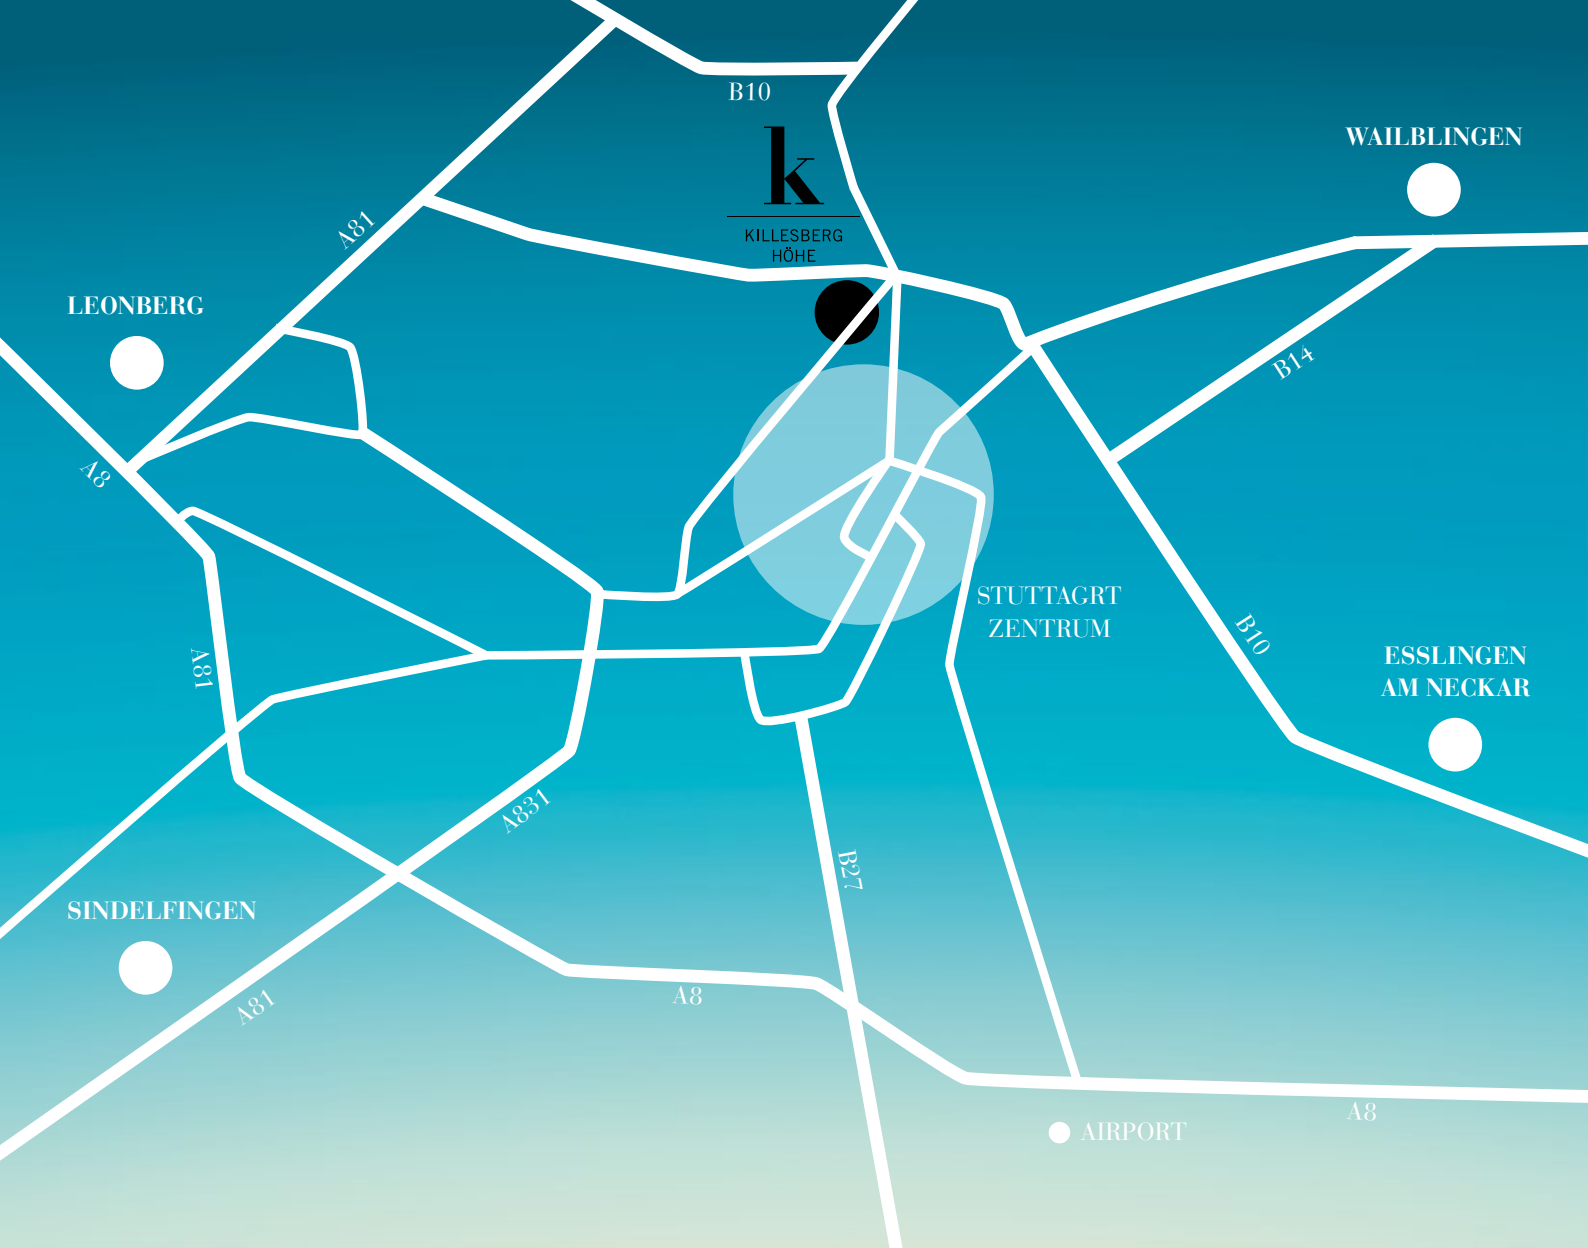 B10
k
KILLESBERG
HÖHE
WAILBLINGEN
A81
LEONBERG
B14
A8
STUTTAGRT
ZENTRUM
B10
A81
ESSLINGEN
AM NECKAR
A831
B27
SINDELFINGEN
A81
A8
A8
AIRPORT